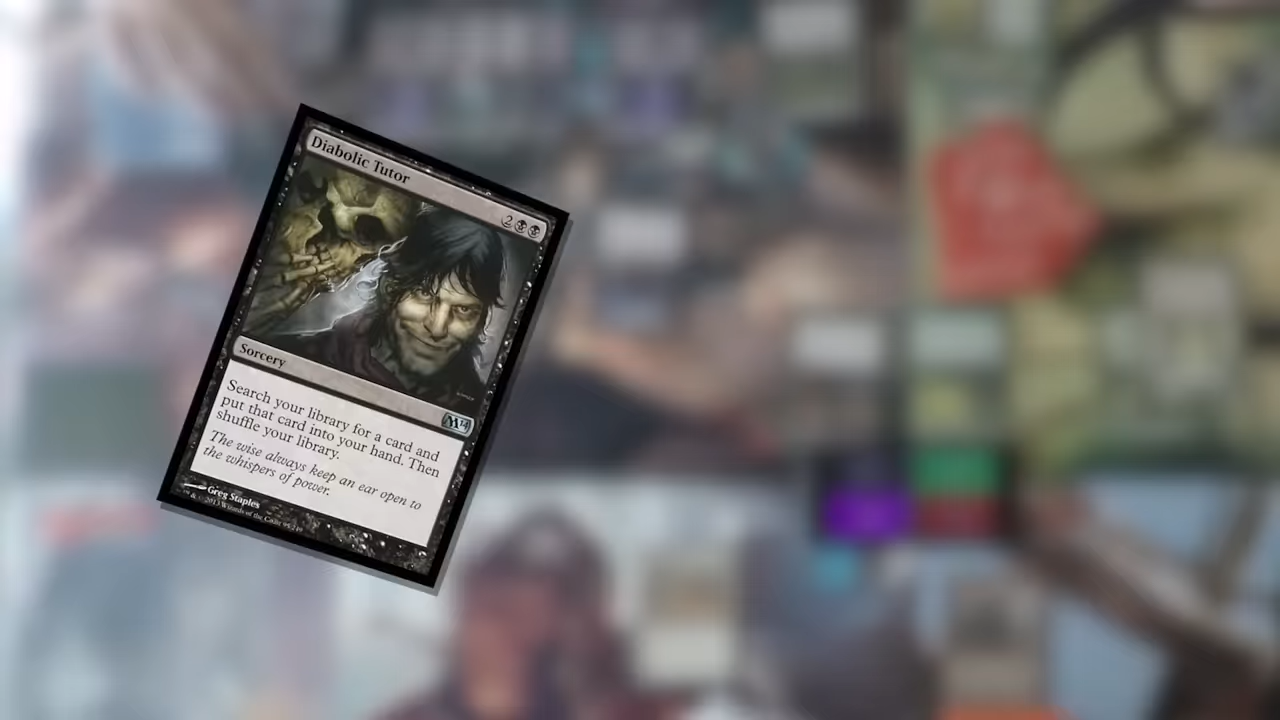 Diabolic Tutor
2
Sorcery
M14
Search your library for a card and
put that card into your hand. Then
shuffle your library.
The wise always keep an ear open to
the whispers of power.
Greg Staples